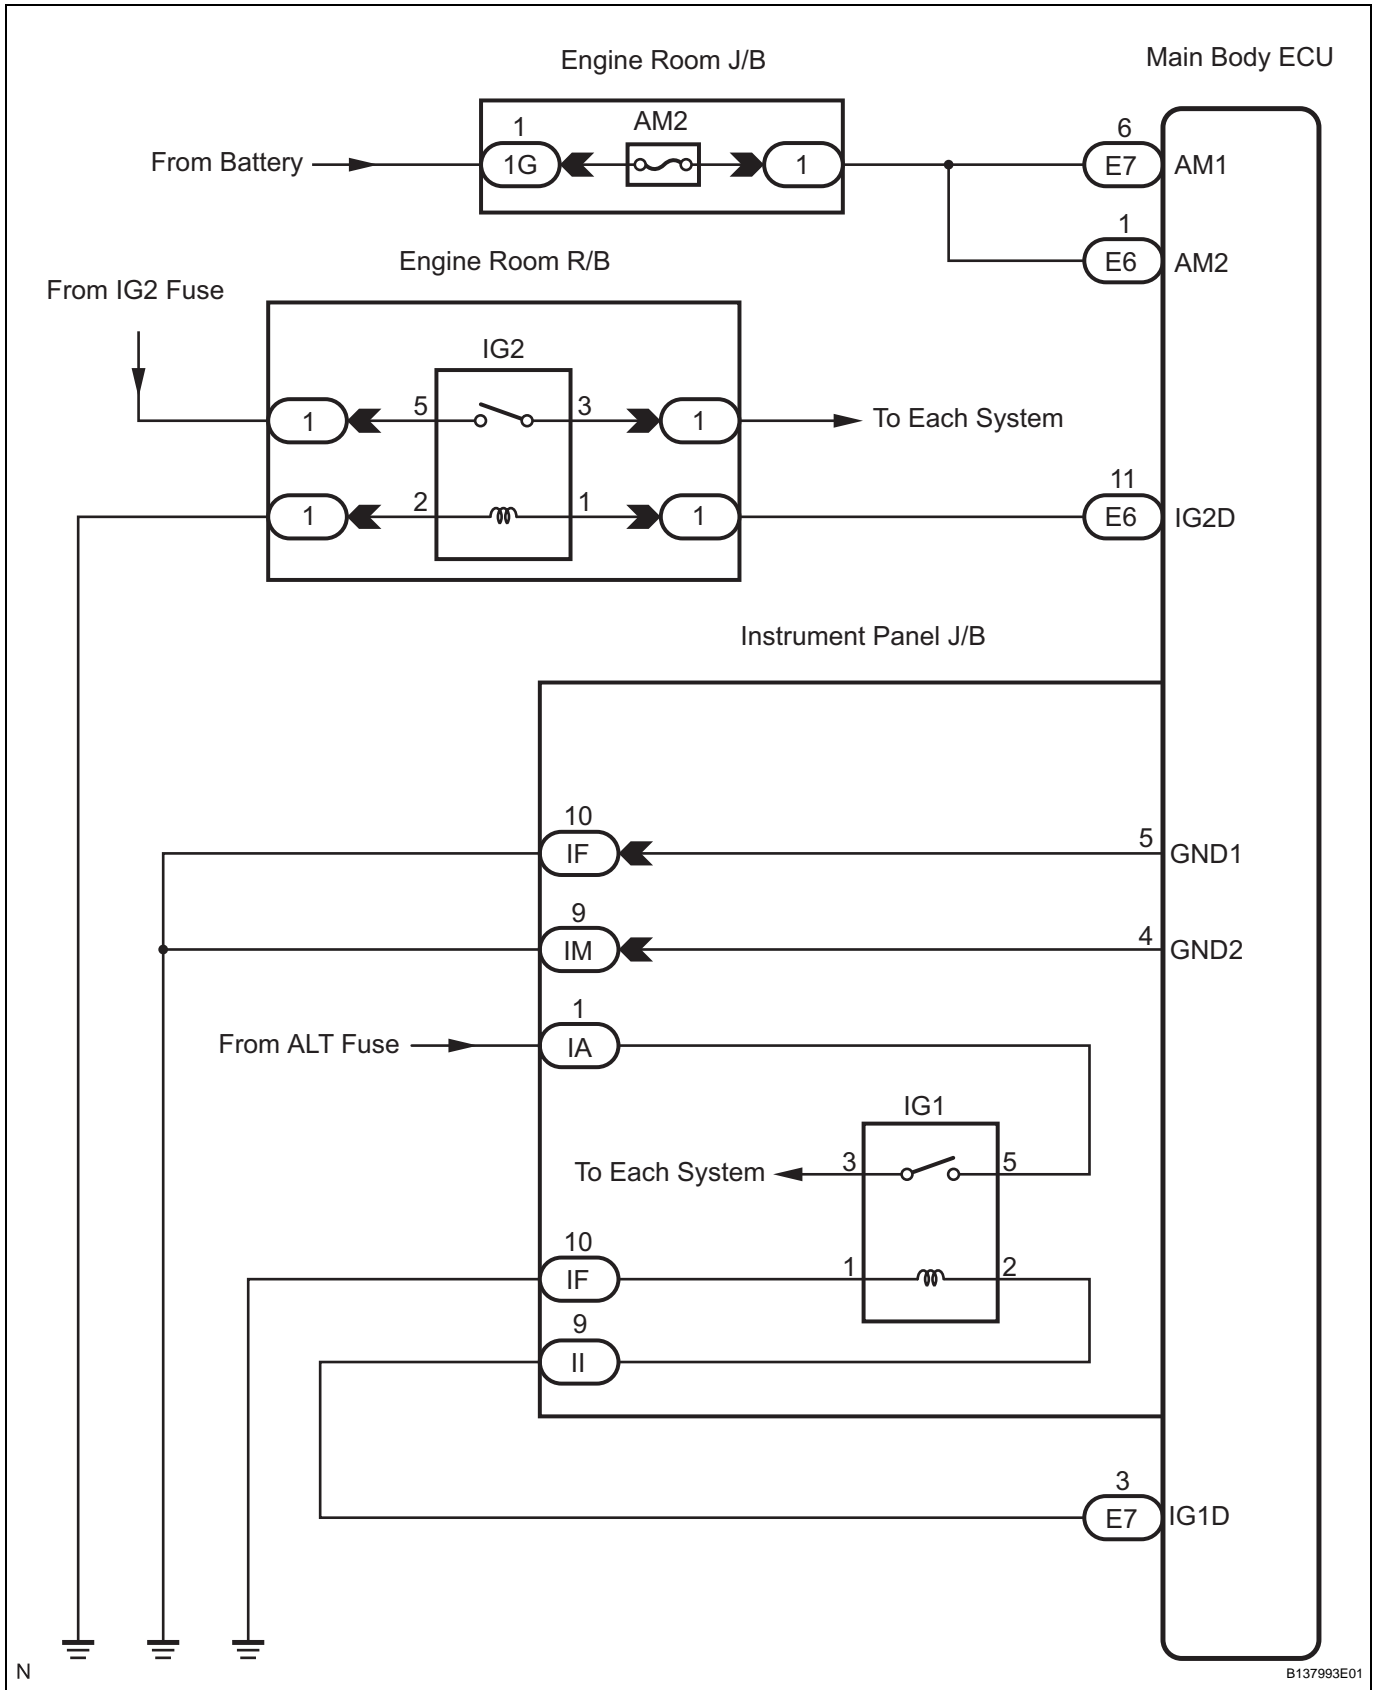 Engine Room J/B
Main Body ECU
1
AM2
6
From Battery
1G
1
E7
AM1
1
E6
AM2
Engine Room R/B
From IG2 Fuse
IG2
1
5
3
1
To Each System
11
1
2
1
1
E6
IG2D
Instrument Panel J/B
10
IF
5
GND1
9
IM
4
GND2
1
From ALT Fuse
IA
IG1
To Each System
3
5
10
IF
1
2
9
II
3
E7
IG1D
N
B137993E01